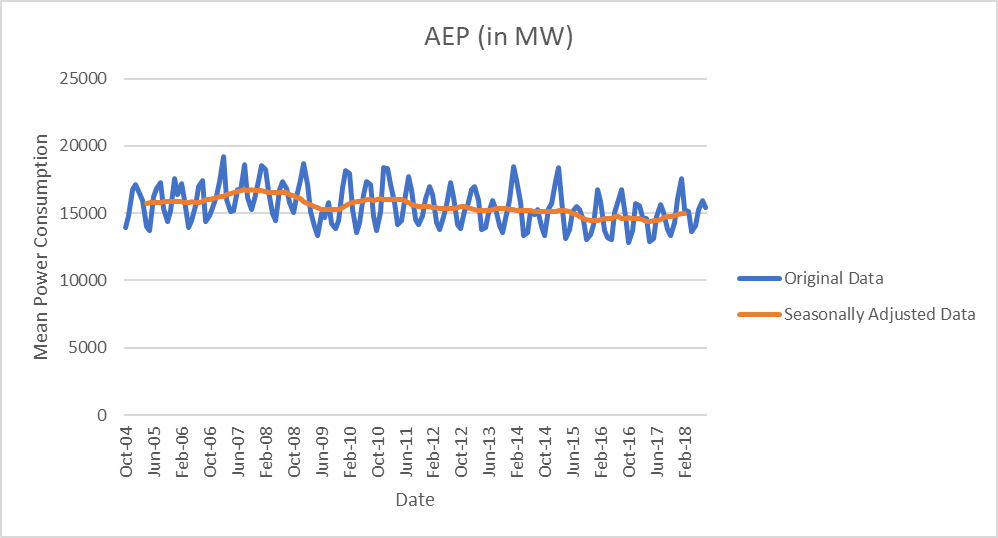 AEP (in MW)
Mean Power Consumption
25000
20000
15000
10000
5000
0
Oct-04
Jun-05
Feb-06
Oct-06
Jun-07
Feb-08
Oct-08
Jun-09
Feb-10
Oct-10
Jun-11
Feb-12
Oct-12
Jun-13
Feb-14
Oct-14
Jun-15
Feb-16
Oct-16
Jun-17
Feb-18
Date
Original Data
Seasonally Adjusted Data